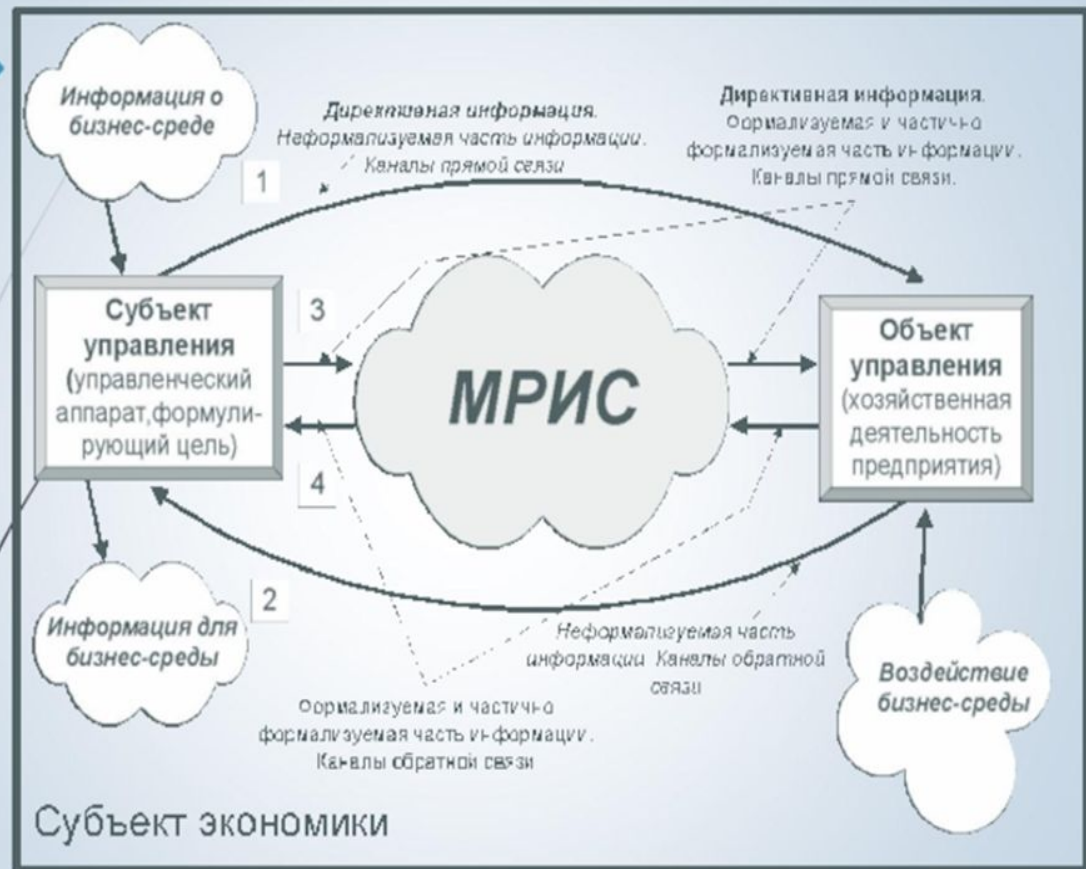 Информация о
бизнес-среде
1
Директивная информация.
Неформализуемая часть информации.
Каналы прямой связи
Директивная информация.
Формализуемая и частично
формализуемая часть информации.
Каналы прямой связи.
Субъект
управления
(управленческий
аппарат,формули-
рующий цель)
3
4
МРИС
Объект
управления
(хозяйственная
деятельность
предприятия)
2
Информация для
бизнес-среды
Неформализуемая часть
информации Каналы обратной
связи
Формализуемая и частично
формализуемая часть информации.
Каналы обратной связи
Воздействие
бизнес-среды
Субъект экономики